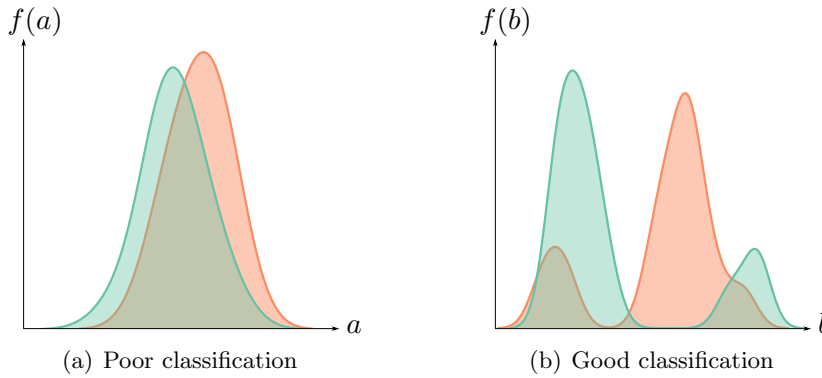 f(a)
f(b)
a
b
(a) Poor classification
(b) Good classification